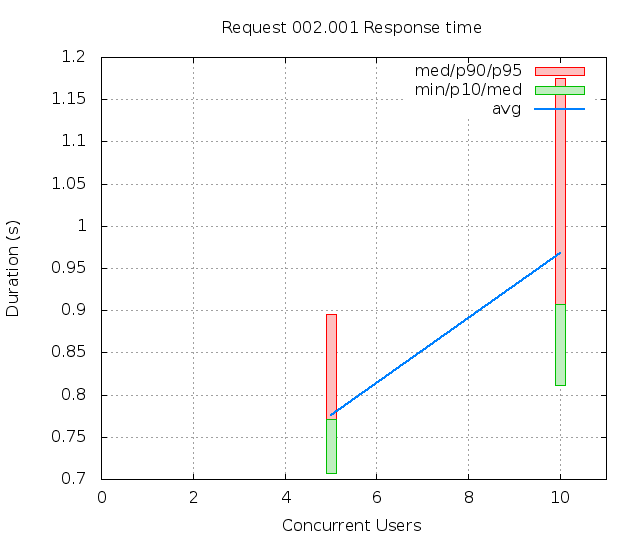 Request 002.001 Response time
med/p90/p95
min/p10/med
avg
Duration (s)
1.2
1.15
1.1
1.05
1
0.95
0.9
0.85
0.8
0.75
0.7
0 2 4 6 8 10
Concurrent Users